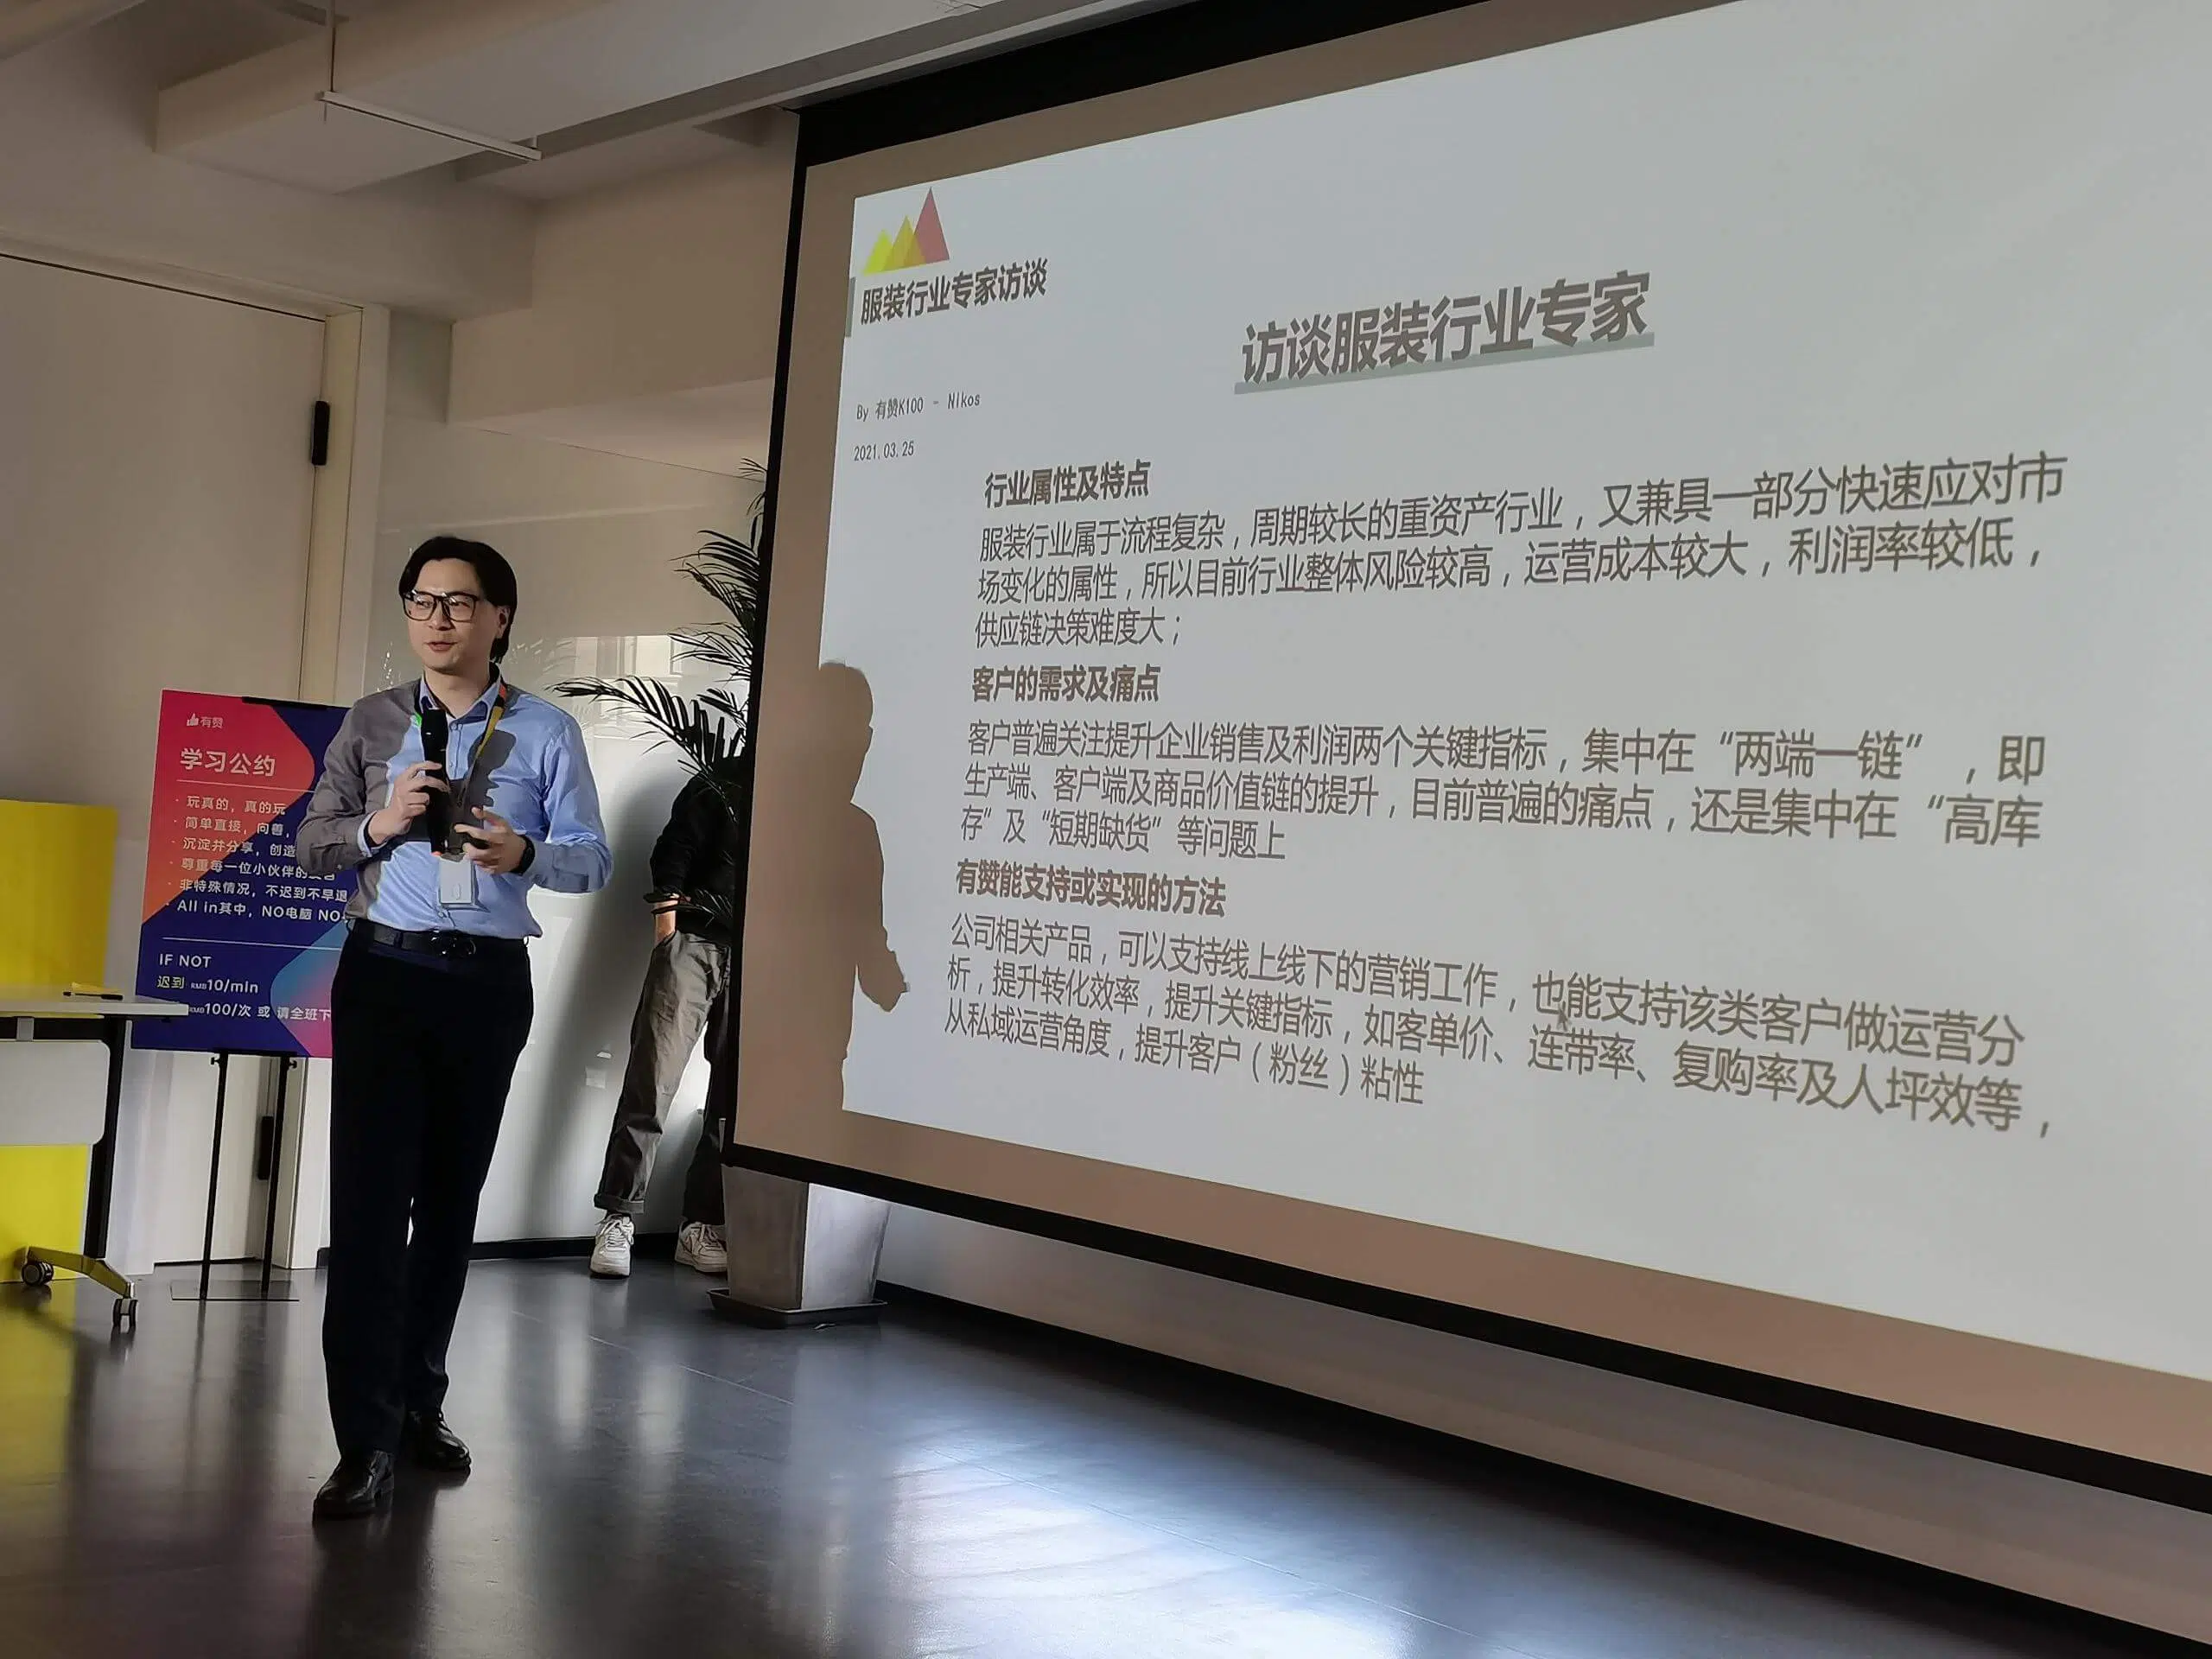 服装行业专家访谈
访谈服装行业专家
By 有赞K100 - Nikos
2021.03.25
行业属性及特点
服装行业属于流程复杂，周期较长的重资产行业，又兼具一部分快速应对市
场变化的属性，所以目前行业整体风险较高，运营成本较大，利润率较低，
供应链决策难度大；
客户的需求及痛点
客户普遍关注提升企业销售及利润两个关键指标，集中在“两端一链”，即
生产端、客户端及商品价值链的提升，目前普遍的痛点，还是集中在“高库
存”及“短期缺货”等问题上
有赞能支持或实现的方法
公司相关产品，可以支持线上线下的营销工作，也能支持该类客户做运营分
析，提升转化效率，提升关键指标，如客单价、连带率、复购率及人坪效等，
从私域运营角度，提升客户（粉丝）粘性
有赞
学习公约
· 玩真的，真的玩
· 简单直接，向善，
· 沉淀并分享，创造
· 尊重每一位小伙伴的
· 非特殊情况，不迟到不早退
· All in其中，NO电脑 NO
IF NOT
迟到 RMB10/min
RMB100/次 或 请全班下